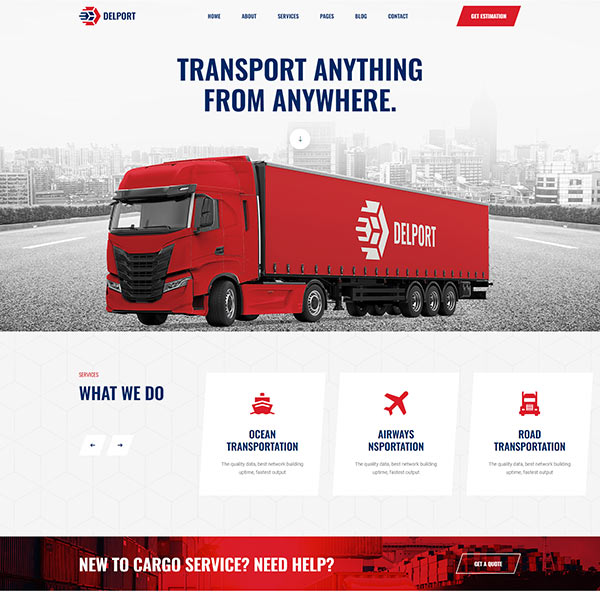 DELPORT
HOME ABOUT SERVICES PAGES BLOG CONTACT
GET ESTIMATION
TRANSPORT ANYTHING
FROM ANYWHERE.
DELPORT
SERVICES
WHAT WE DO
OCEAN
TRANSPORTATION
The quality data, best network building
uptime, fastest output
AIRWAYS
NSPORTATION
The quality data, best network building
uptime, fastest output
ROAD
TRANSPORTATION
The quality data, best network building
uptime, fastest output
NEW TO CARGO SERVICE? NEED HELP?
GET A QUOTE